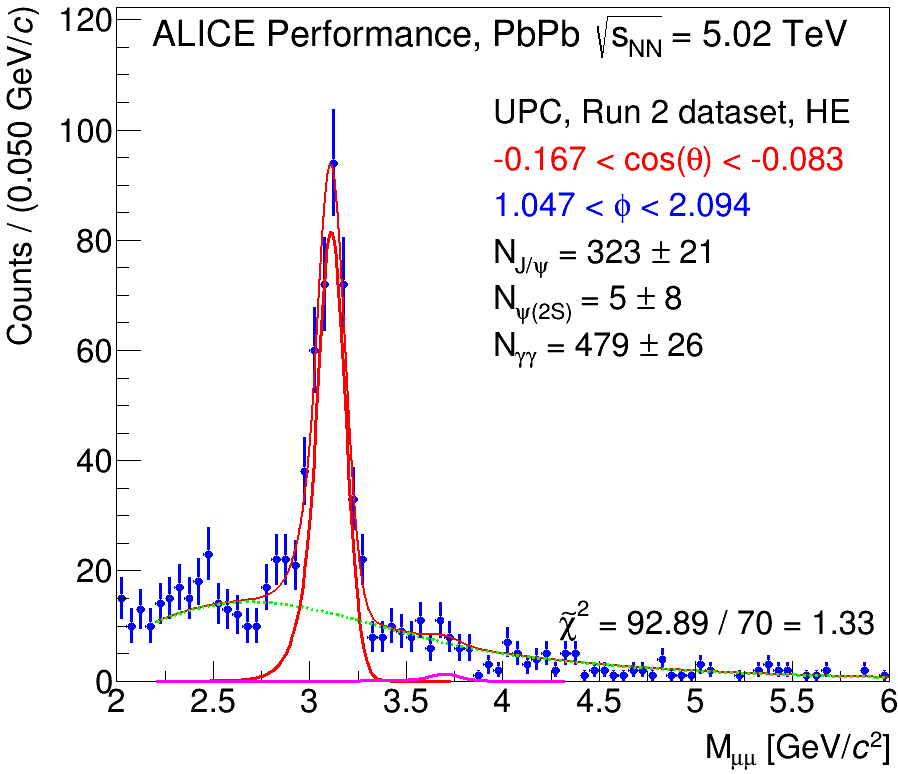 ALICE Performance, PbPb √sNN = 5.02 TeV
UPC, Run 2 dataset, HE
-0.167 < cos(θ) < -0.083
1.047 < ϕ < 2.094
NJ/ψ = 323 ± 21
Nψ(2S) = 5 ± 8
Nγγ = 479 ± 26
χ̃² = 92.89 / 70 = 1.33
Counts / (0.050 GeV/c)
120
100
80
60
40
20
0
2 2.5 3 3.5 4 4.5 5 5.5 6
Mμμ [GeV/c²]